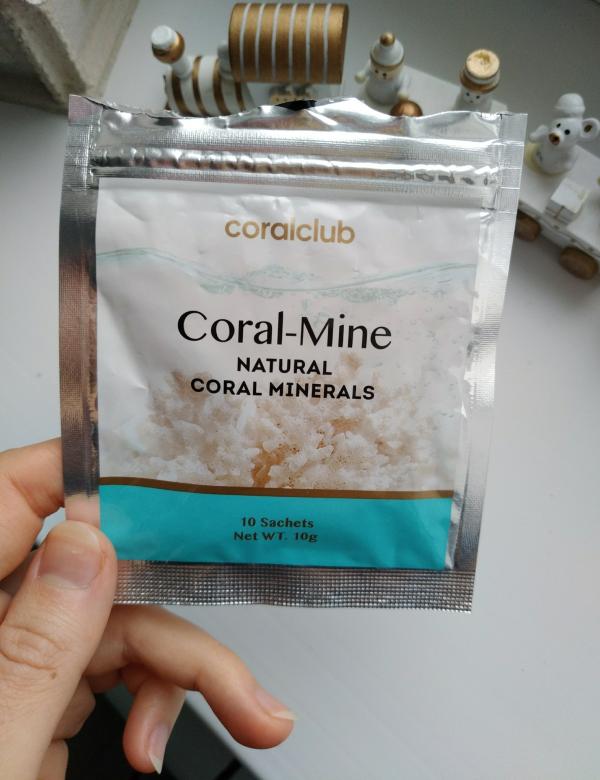 coralclub
Coral-Mine
NATURAL
CORAL MINERALS
10 Sachets
Net WT. 10g